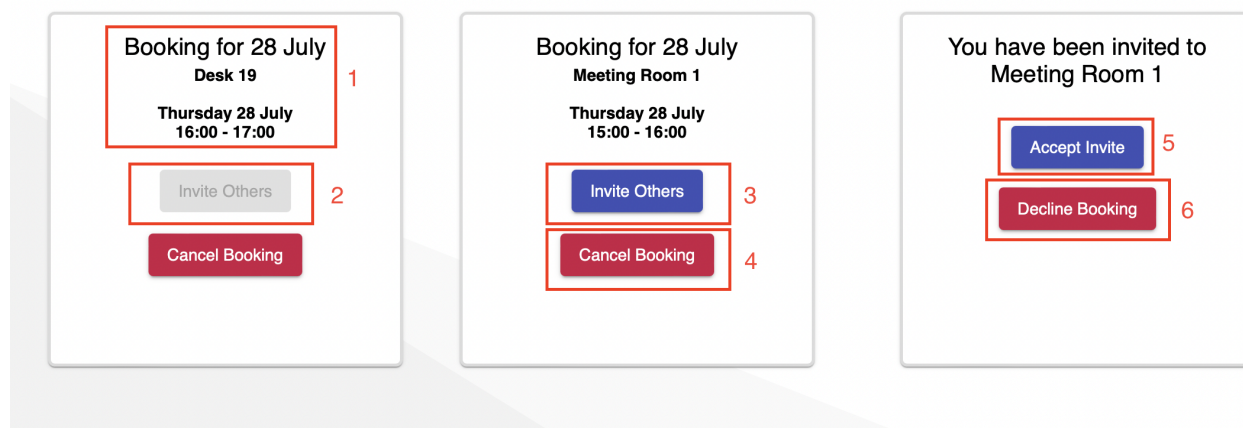 Booking for 28 July
Desk 19
Thursday 28 July
16:00 - 17:00
1
Invite Others
2
Cancel Booking
Booking for 28 July
Meeting Room 1
Thursday 28 July
15:00 - 16:00
Invite Others
3
Cancel Booking
4
You have been invited to
Meeting Room 1
Accept Invite
5
Decline Booking
6